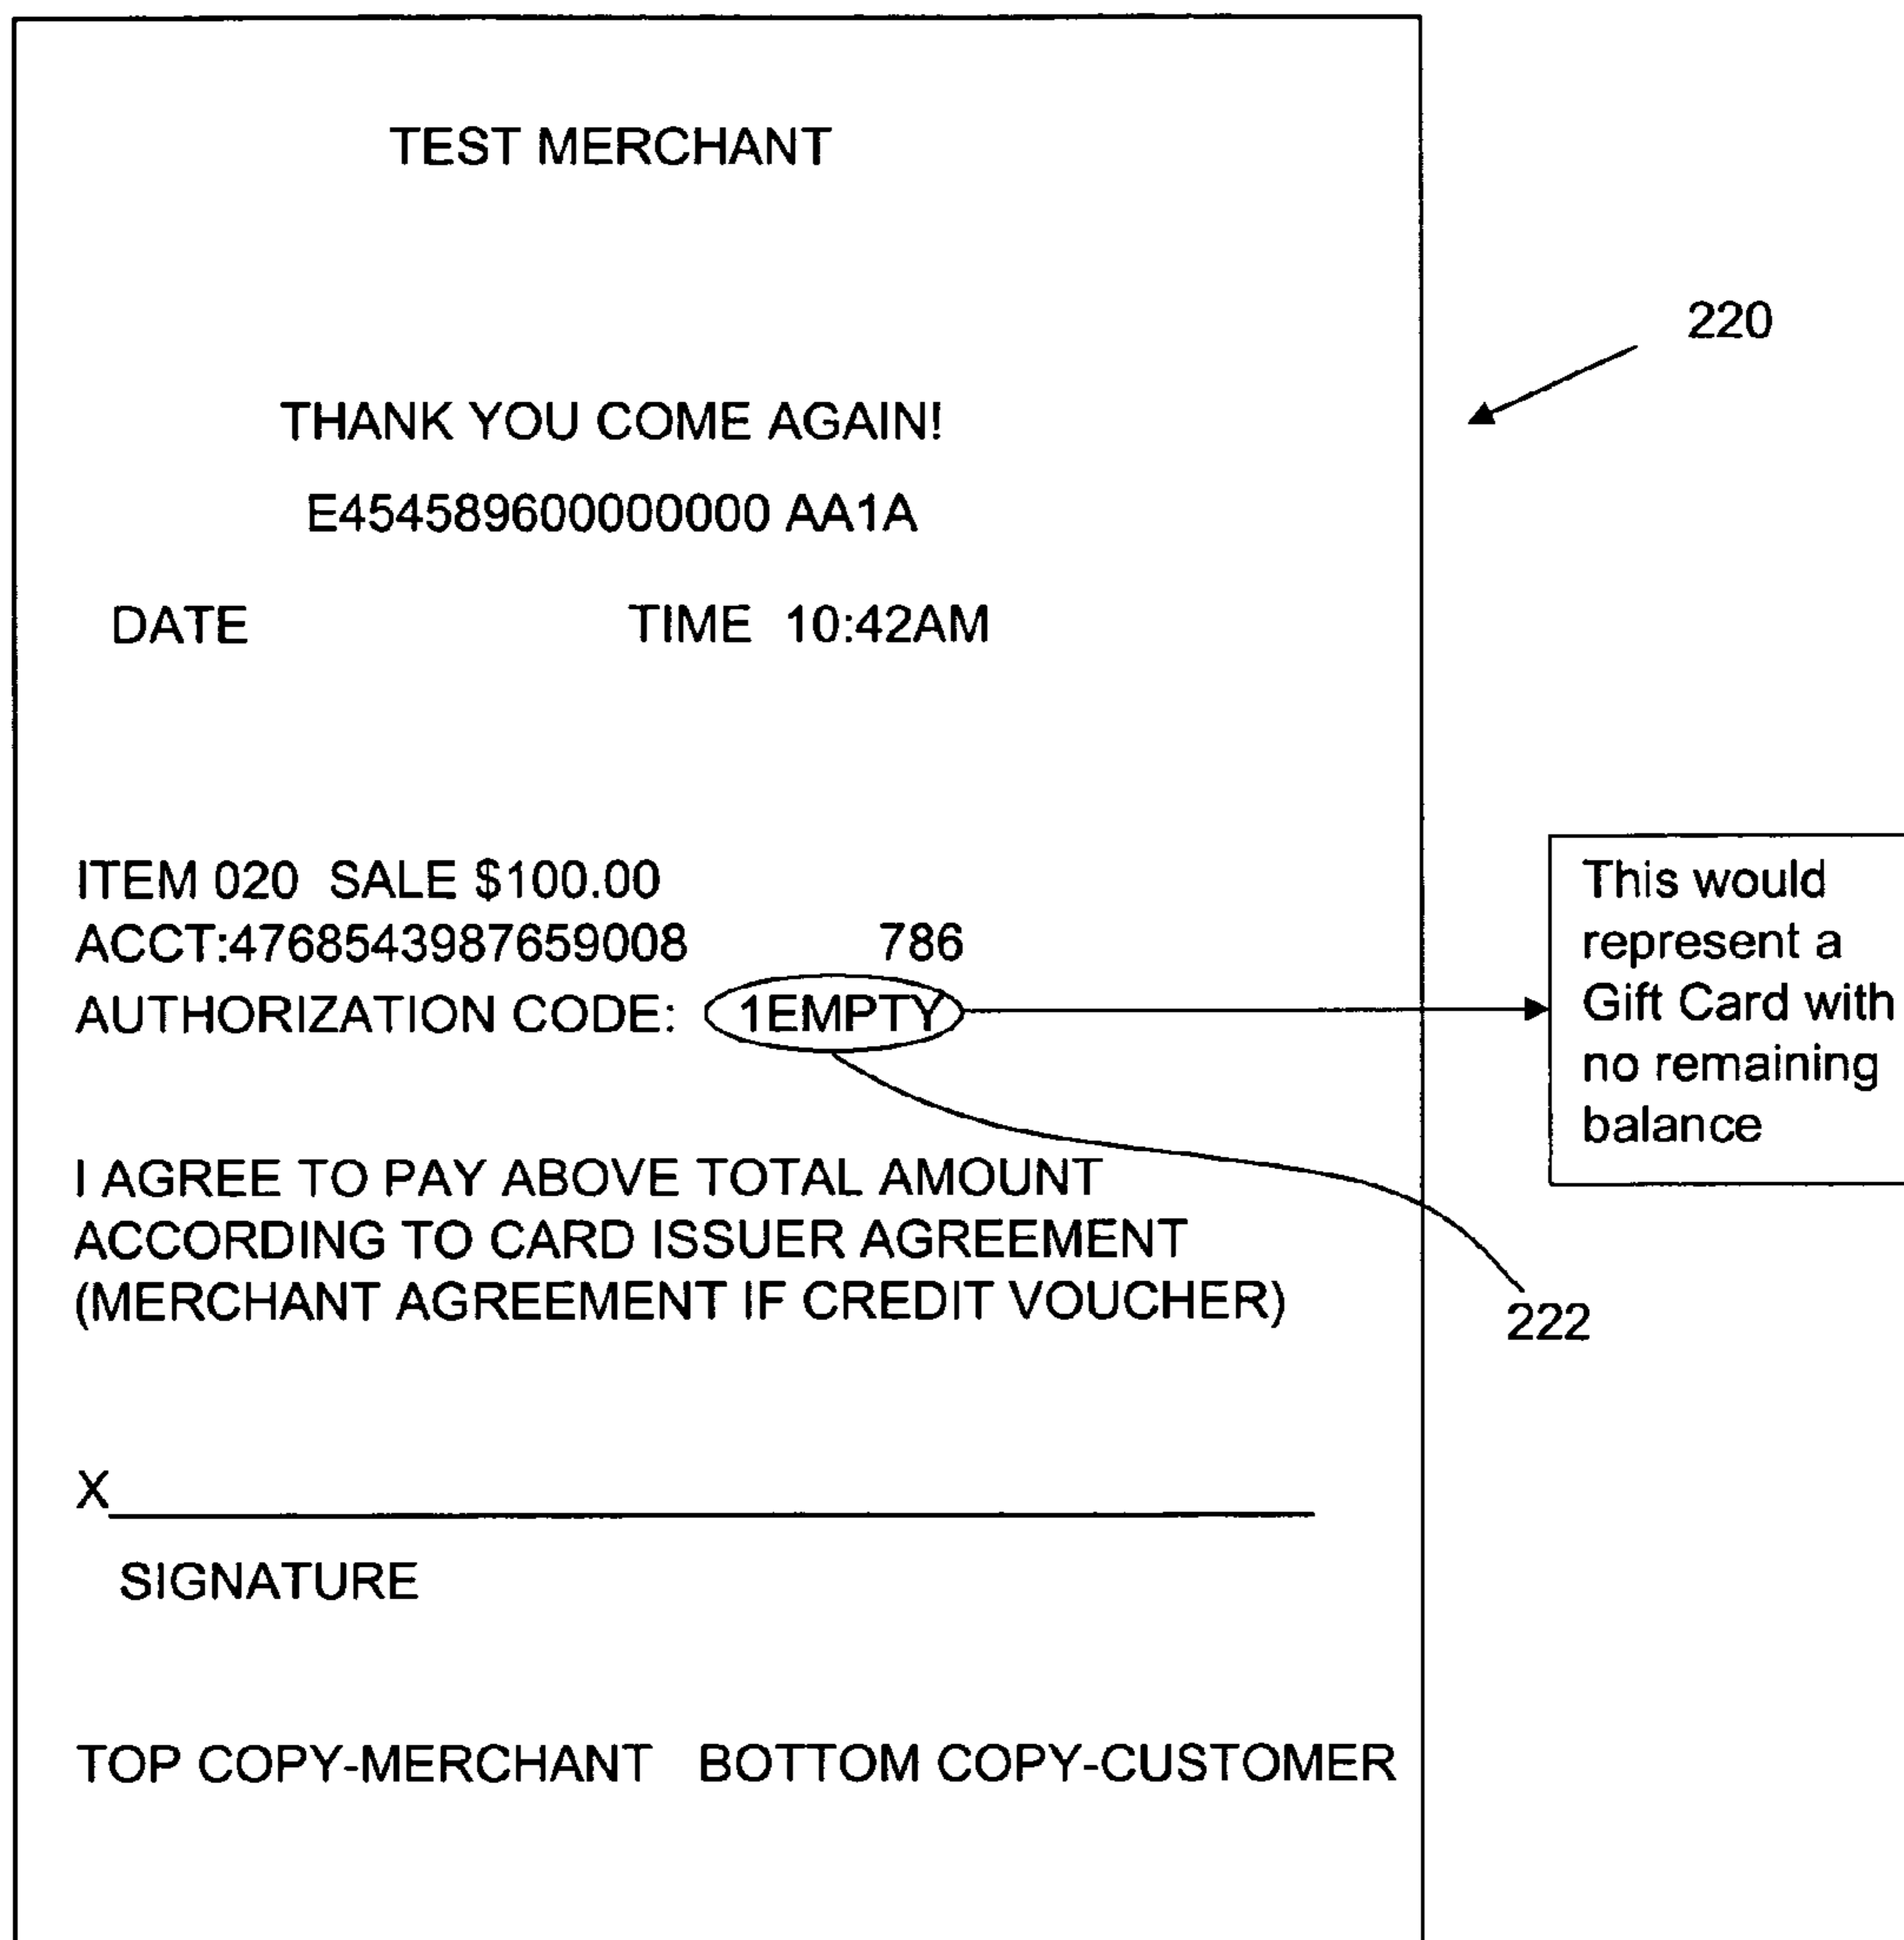 TEST MERCHANT
220
THANK YOU COME AGAIN!
E454589600000000 AA1A
DATE TIME 10:42AM
ITEM 020 SALE $100.00
ACCT:4768543987659008 786
AUTHORIZATION CODE: 1EMPTY
This would
represent a
Gift Card with
no remaining
balance
I AGREE TO PAY ABOVE TOTAL AMOUNT
ACCORDING TO CARD ISSUER AGREEMENT
(MERCHANT AGREEMENT IF CREDIT VOUCHER)
222
X
SIGNATURE
TOP COPY-MERCHANT BOTTOM COPY-CUSTOMER